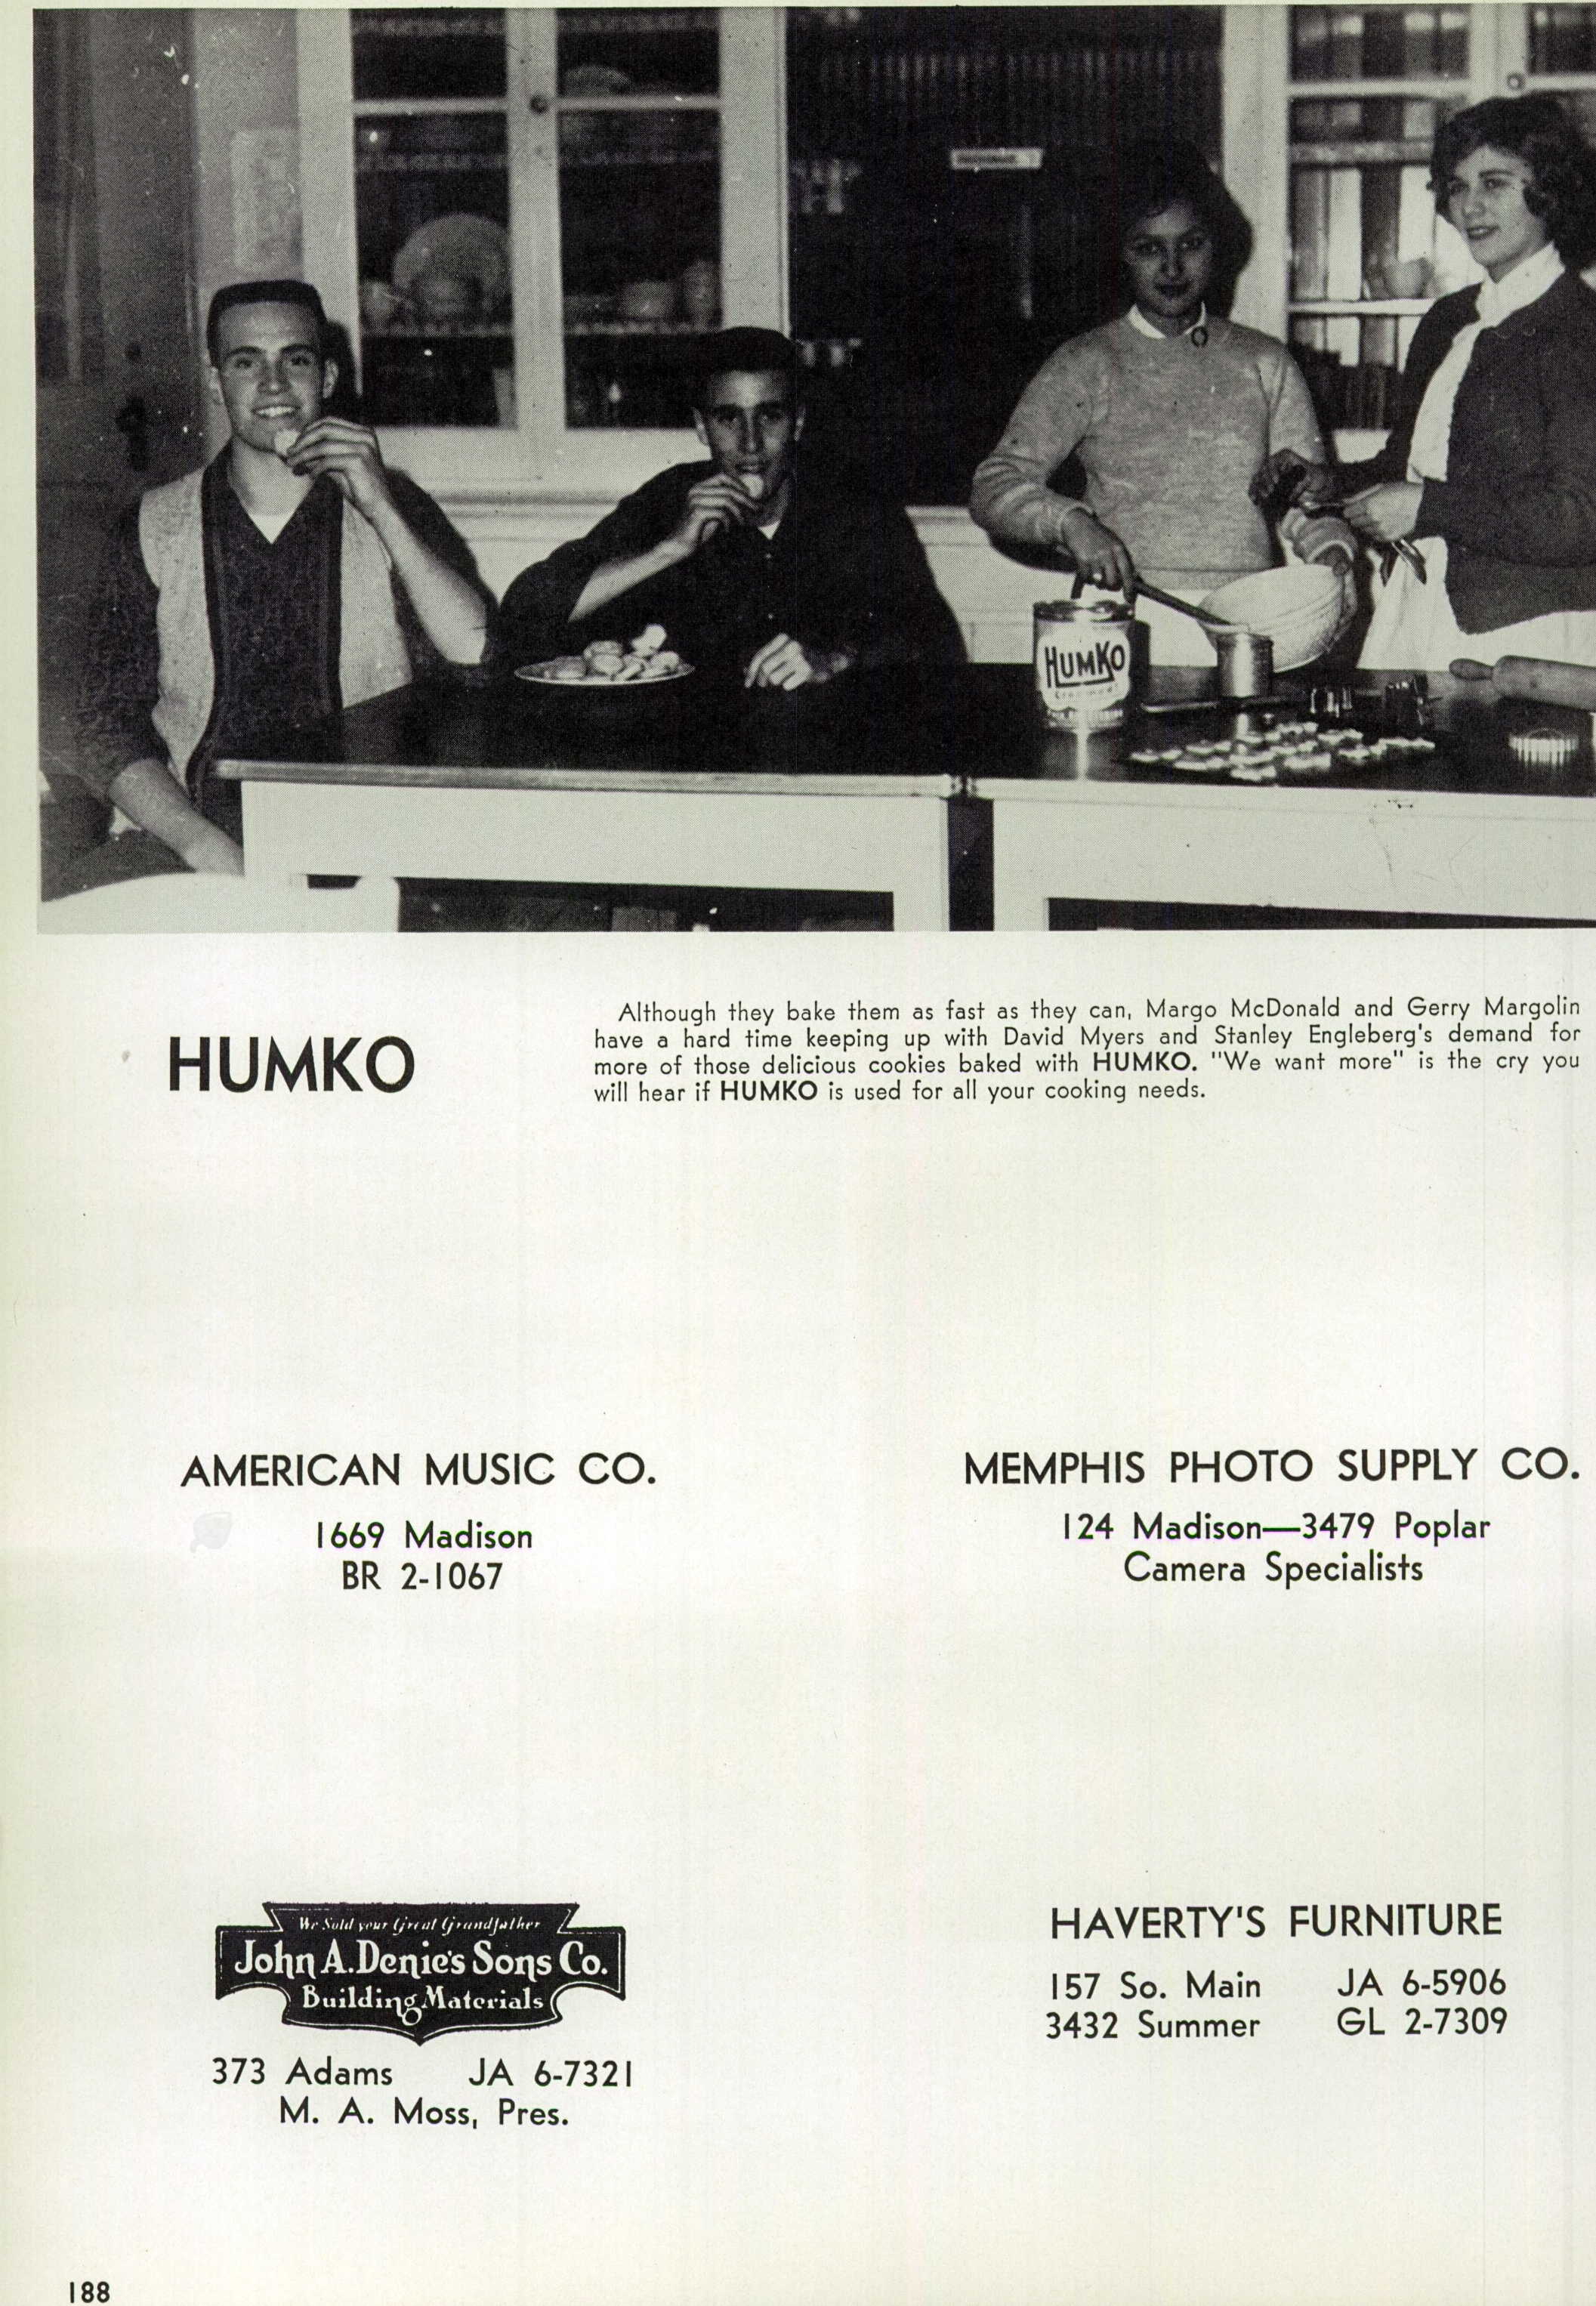 HUMKO
HUMKO
Although they bake them as fast as they can, Margo McDonald and Gerry Margolin
have a hard time keeping up with David Myers and Stanley Engleberg's demand for
more of those delicious cookies baked with HUMKO. "We want more" is the cry you
will hear if HUMKO is used for all your cooking needs.
AMERICAN MUSIC CO.
1669 Madison
BR 2-1067
MEMPHIS PHOTO SUPPLY CO.
124 Madison—3479 Poplar
Camera Specialists
We Sold your Great Grandfather
John A. Denie's Sons Co.
Building Materials
373 Adams JA 6-7321
M. A. Moss, Pres.
HAVERTY'S FURNITURE
157 So. Main JA 6-5906
3432 Summer GL 2-7309
188